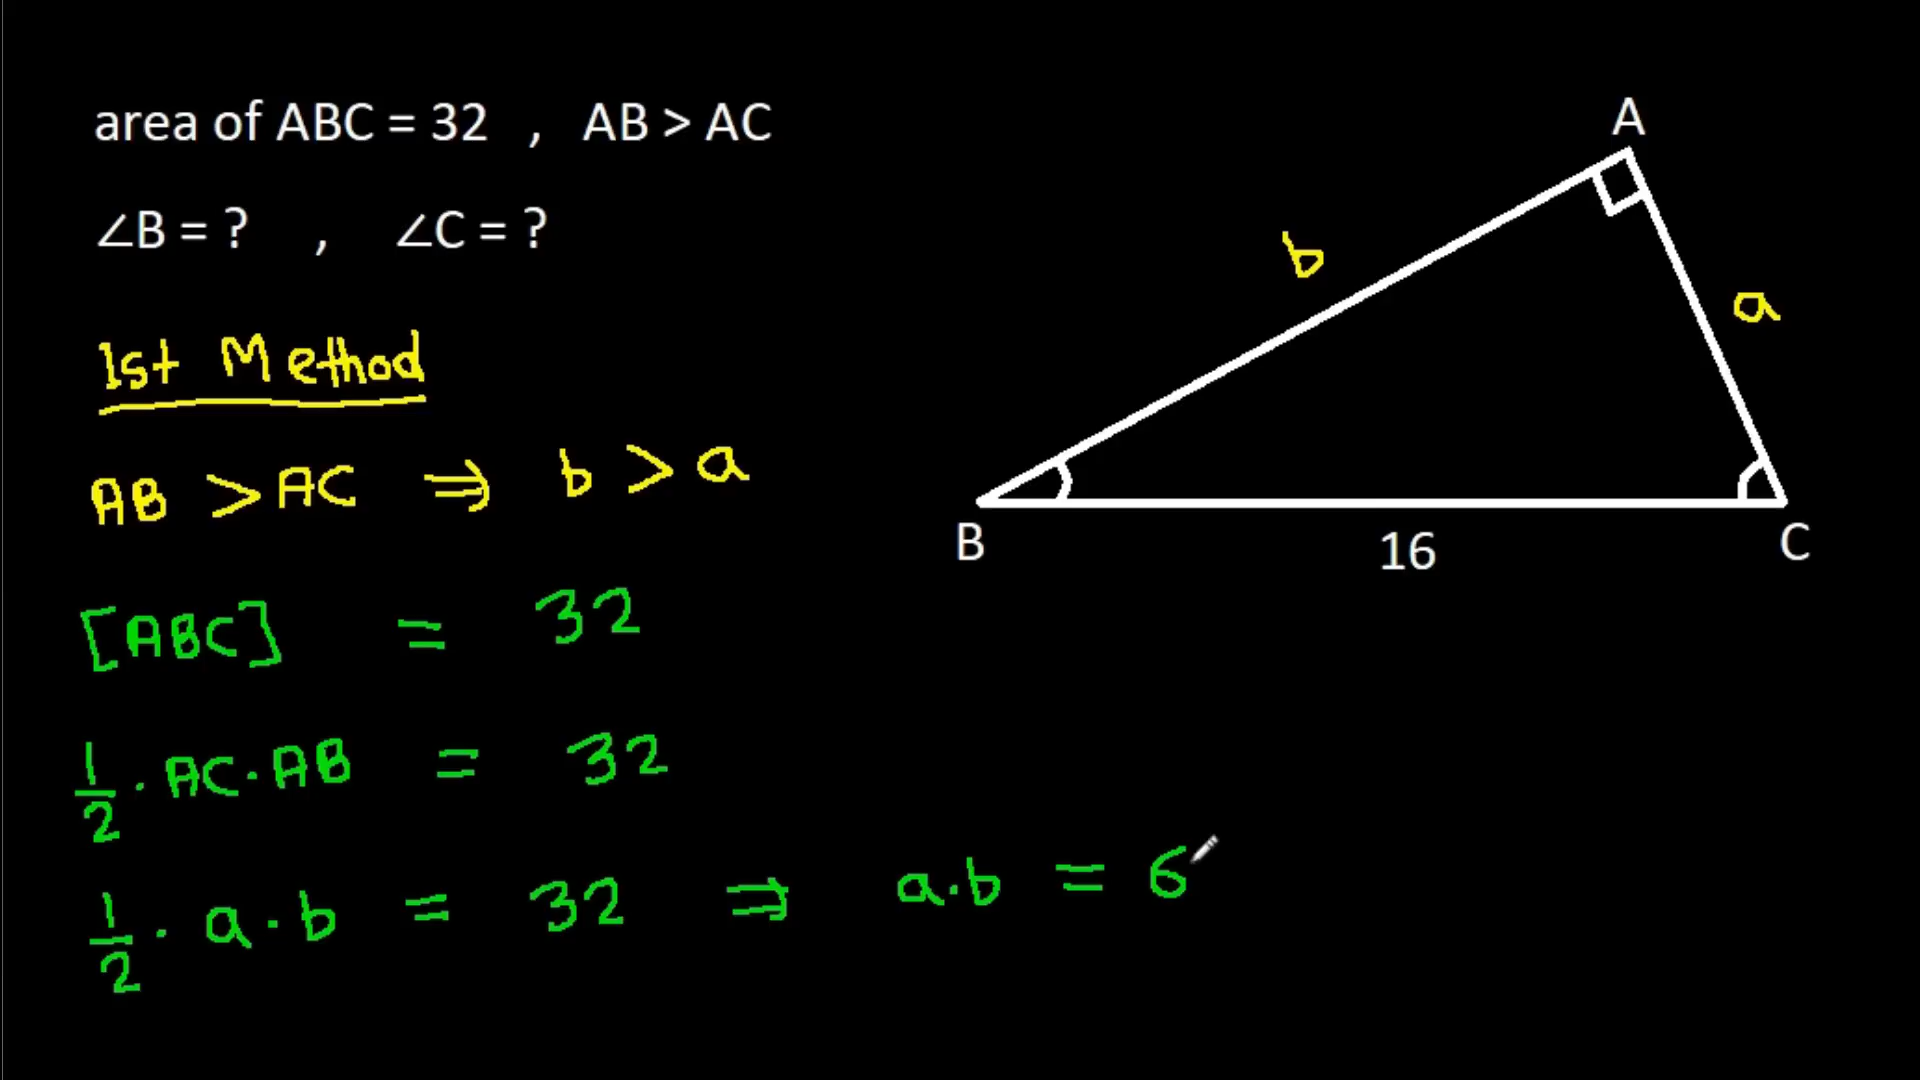 area of ABC = 32 , AB > AC
∠B = ? , ∠C = ?
1st Method
AB > AC ⇒ b > a
[ABC] = 32
1/2 · AC · AB = 32
1/2 · a · b = 32 ⇒ a · b = 6
A
b
a
B
16
C